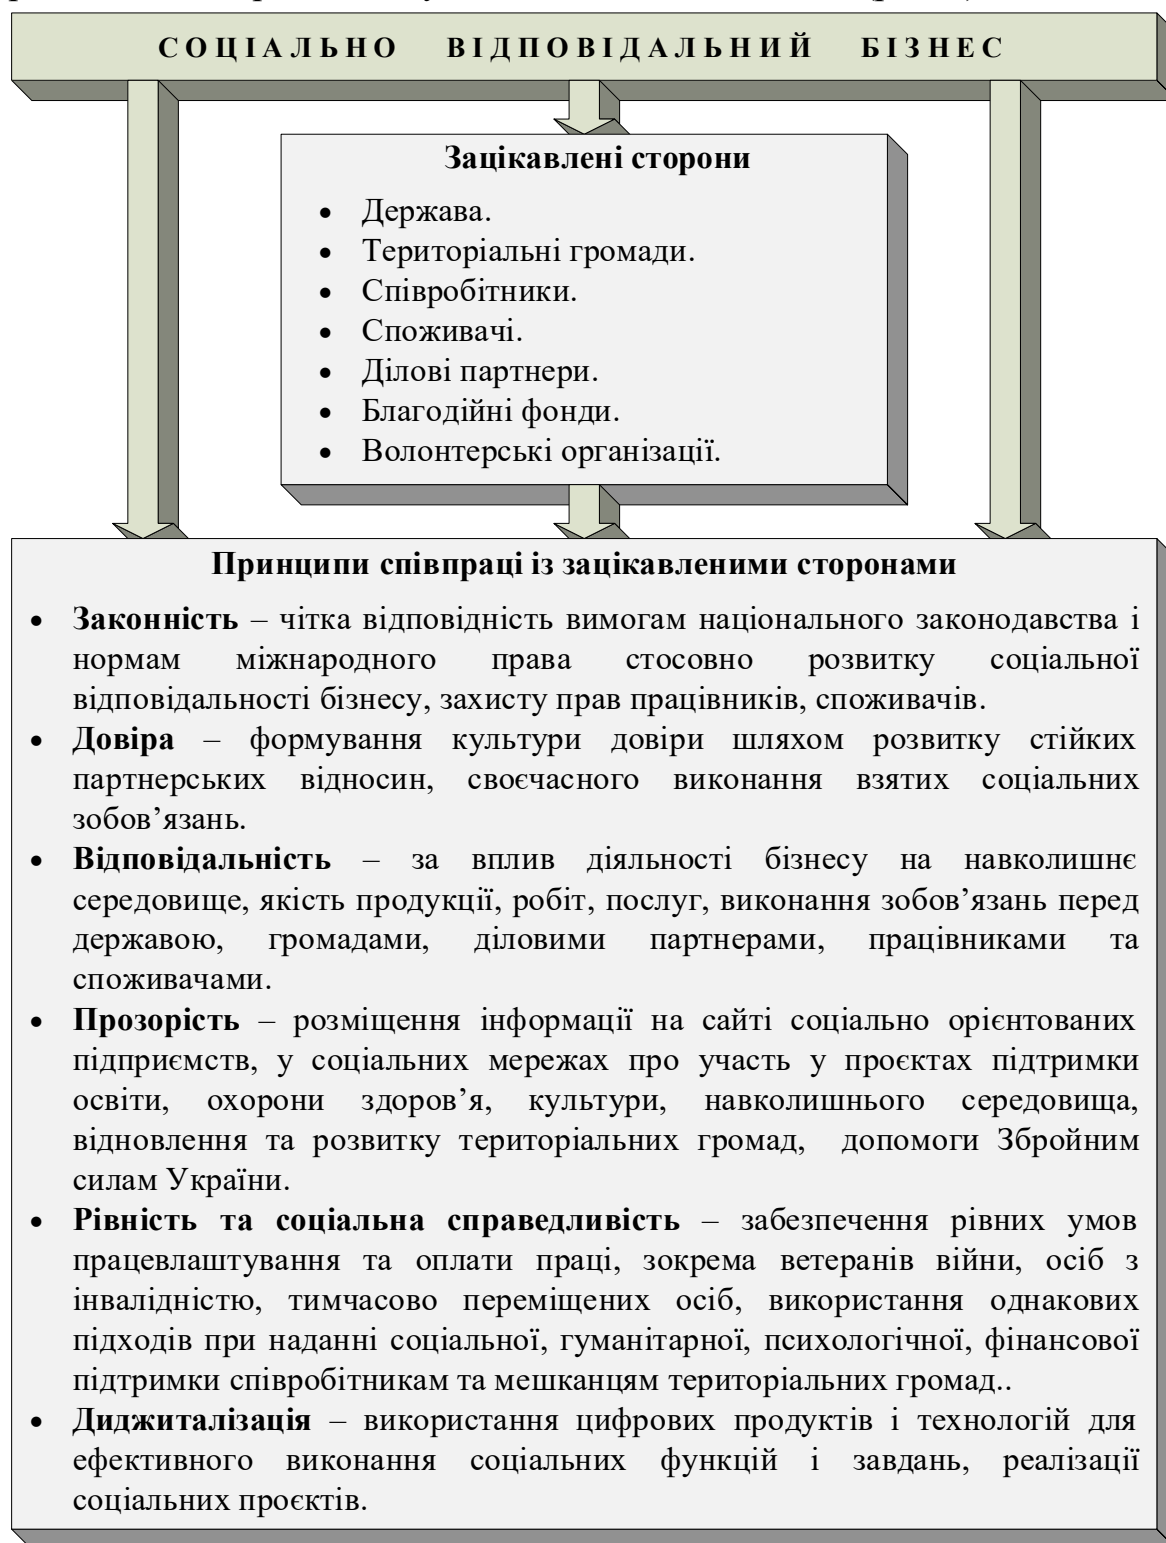 СОЦІАЛЬНО ВІДПОВІДАЛЬНИЙ БІЗНЕС
Зацікавлені сторони
• Держава.
• Територіальні громади.
• Співробітники.
• Споживачі.
• Ділові партнери.
• Благодійні фонди.
• Волонтерські організації.
Принципи співпраці із зацікавленими сторонами
• Законність – чітка відповідність вимогам національного законодавства і
нормам міжнародного права стосовно розвитку соціальної
відповідальності бізнесу, захисту прав працівників, споживачів.
• Довіра – формування культури довіри шляхом розвитку стійких
партнерських відносин, своєчасного виконання взятих соціальних
зобов’язань.
• Відповідальність – за вплив діяльності бізнесу на навколишнє
середовище, якість продукції, робіт, послуг, виконання зобов’язань перед
державою, громадами, діловими партнерами, працівниками та
споживачами.
• Прозорість – розміщення інформації на сайті соціально орієнтованих
підприємств, у соціальних мережах про участь у проєктах підтримки
освіти, охорони здоров’я, культури, навколишнього середовища,
відновлення та розвитку територіальних громад, допомоги Збройним
силам України.
• Рівність та соціальна справедливість – забезпечення рівних умов
працевлаштування та оплати праці, зокрема ветеранів війни, осіб з
інвалідністю, тимчасово переміщених осіб, використання однакових
підходів при наданні соціальної, гуманітарної, психологічної, фінансової
підтримки співробітникам та мешканцям територіальних громад..
• Диджиталізація – використання цифрових продуктів і технологій для
ефективного виконання соціальних функцій і завдань, реалізації
соціальних проєктів.